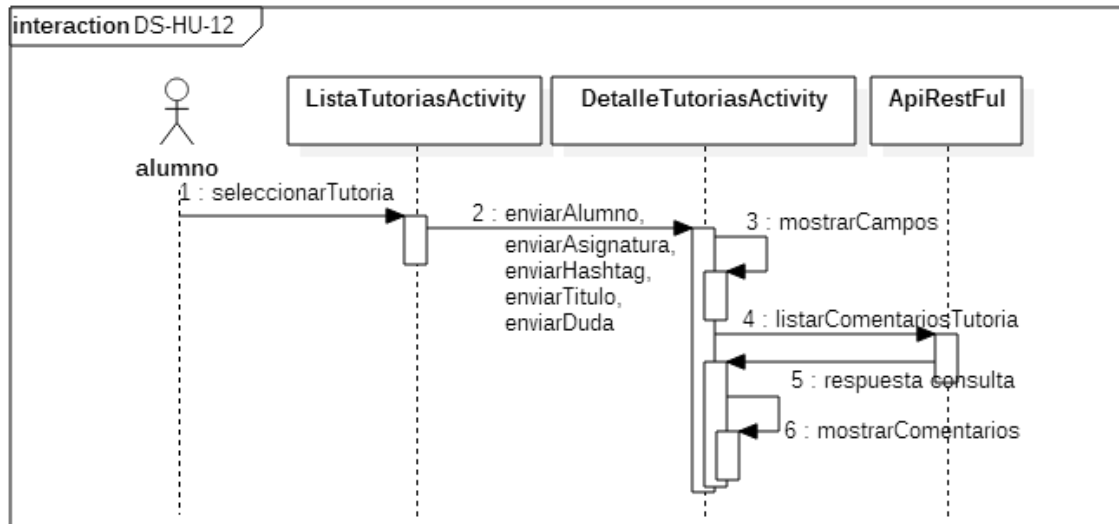 interaction DS-HU-12
ListaTutoriasActivity
DetalleTutoriasActivity
ApiRestFul
alumno
1 : seleccionarTutoria
2 : enviarAlumno,
enviarAsignatura,
enviarHashtag,
enviarTitulo,
enviarDuda
3 : mostrarCampos
4 : listarComentariosTutoria
5 : respuesta consulta
6 : mostrarComentarios